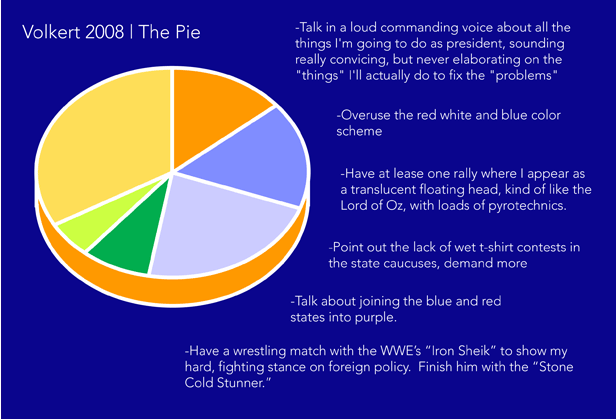 Volkert 2008 | The Pie
-Talk in a loud commanding voice about all the
things I'm going to do as president, sounding
really convicing, but never elaborating on the
"things" I'll actually do to fix the "problems"
-Overuse the red white and blue color
scheme
-Have at lease one rally where I appear as
a translucent floating head, kind of like the
Lord of Oz, with loads of pyrotechnics.
-Point out the lack of wet t-shirt contests in
the state caucuses, demand more
-Talk about joining the blue and red
states into purple.
-Have a wrestling match with the WWE's “Iron Sheik” to show my
hard, fighting stance on foreign policy.  Finish him with the “Stone
Cold Stunner.”